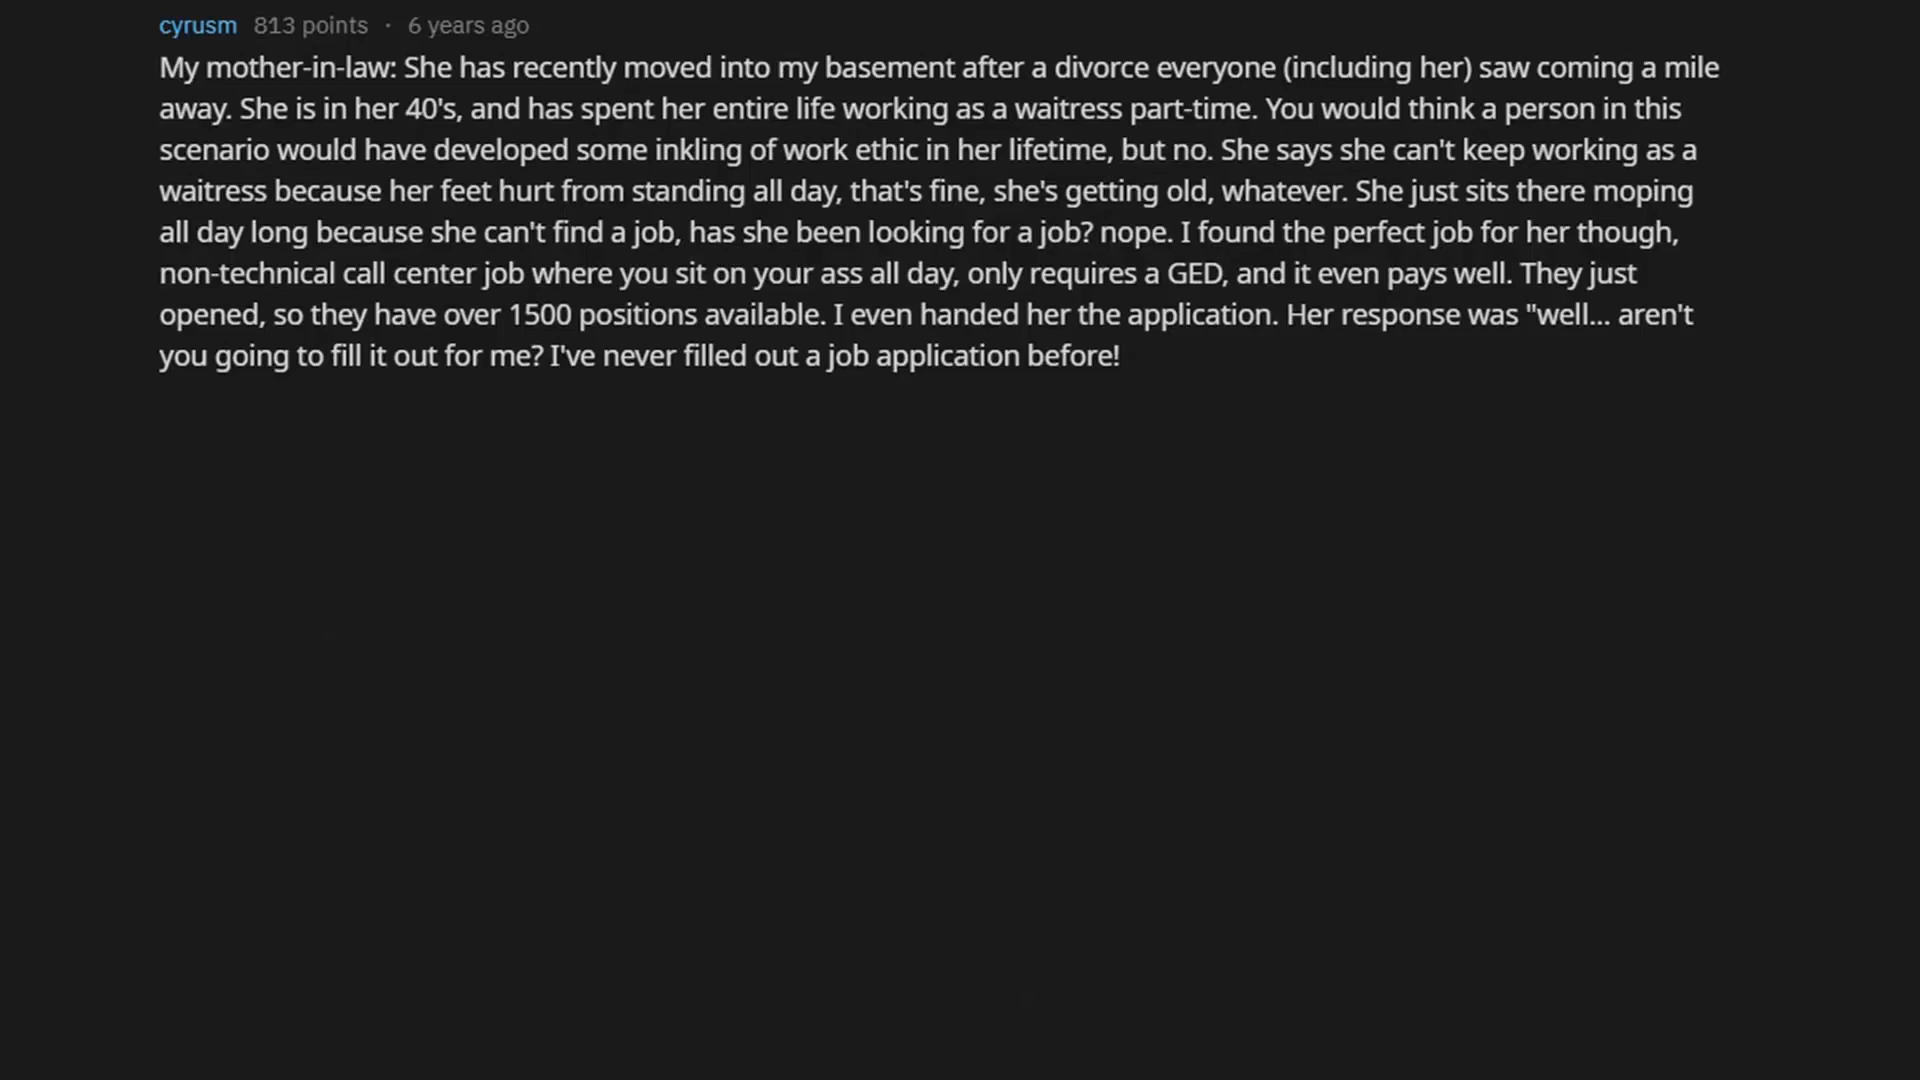 cyrusm 813 points · 6 years ago
My mother-in-law: She has recently moved into my basement after a divorce everyone (including her) saw coming a mile
away. She is in her 40's, and has spent her entire life working as a waitress part-time. You would think a person in this
scenario would have developed some inkling of work ethic in her lifetime, but no. She says she can't keep working as a
waitress because her feet hurt from standing all day, that's fine, she's getting old, whatever. She just sits there moping
all day long because she can't find a job, has she been looking for a job? nope. I found the perfect job for her though,
non-technical call center job where you sit on your ass all day, only requires a GED, and it even pays well. They just
opened, so they have over 1500 positions available. I even handed her the application. Her response was "well... aren't
you going to fill it out for me? I've never filled out a job application before!